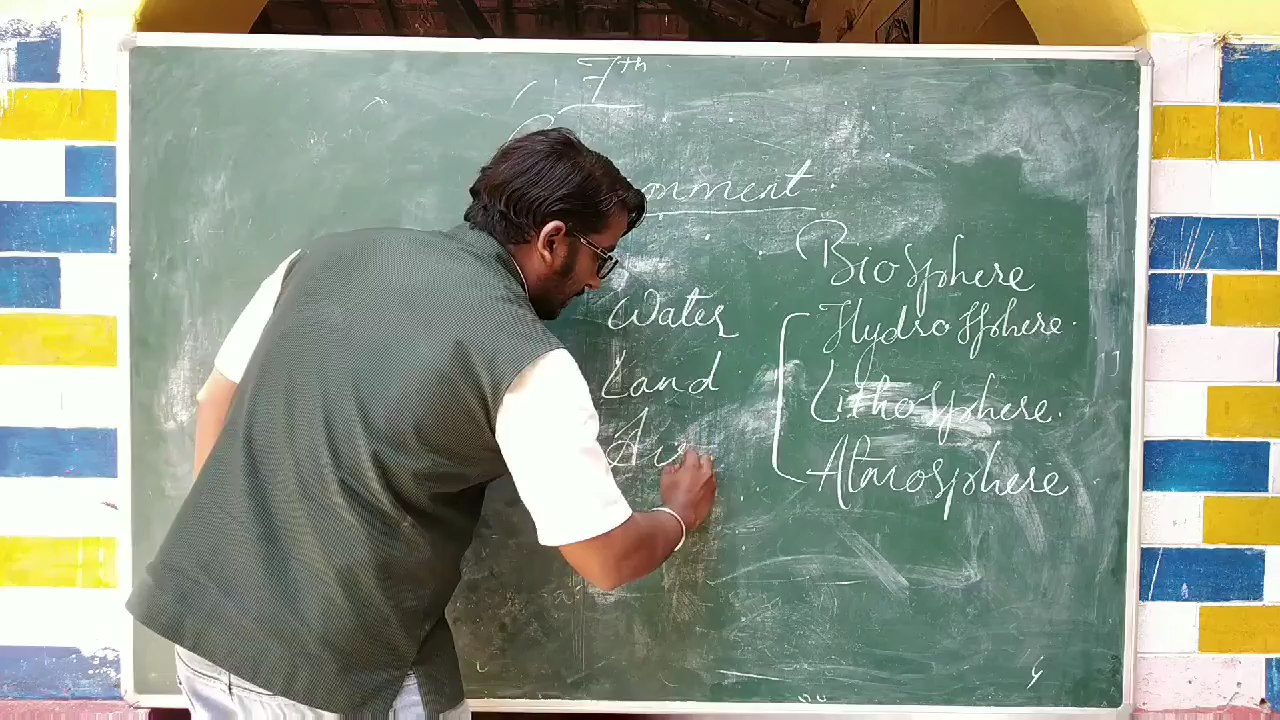 7th
onment
Biosphere
Water Hydrosphere.
Land Lithosphere.
Air Atmosphere.